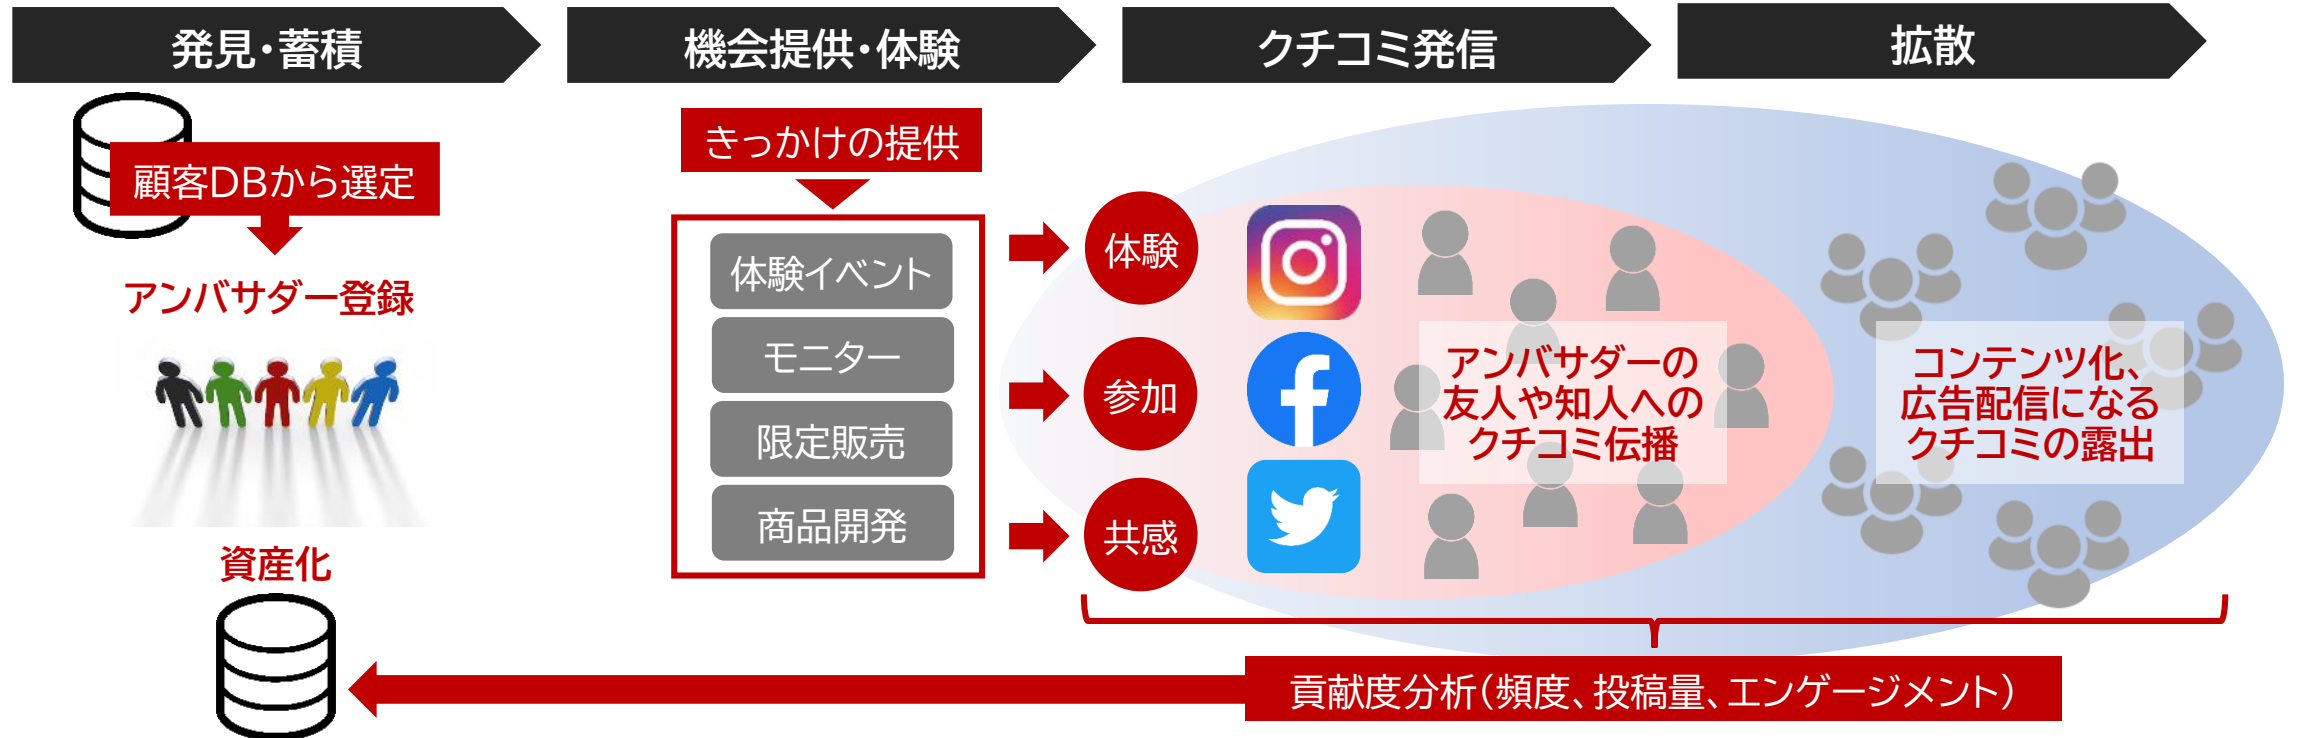 発見・蓄積
機会提供・体験
クチコミ発信
拡散
顧客DBから選定
アンバサダー登録
資産化
きっかけの提供
体験イベント
モニター
限定販売
商品開発
体験
参加
共感
アンバサダーの
友人や知人への
クチコミ伝播
コンテンツ化、
広告配信になる
クチコミの露出
貢献度分析（頻度、投稿量、エンゲージメント）